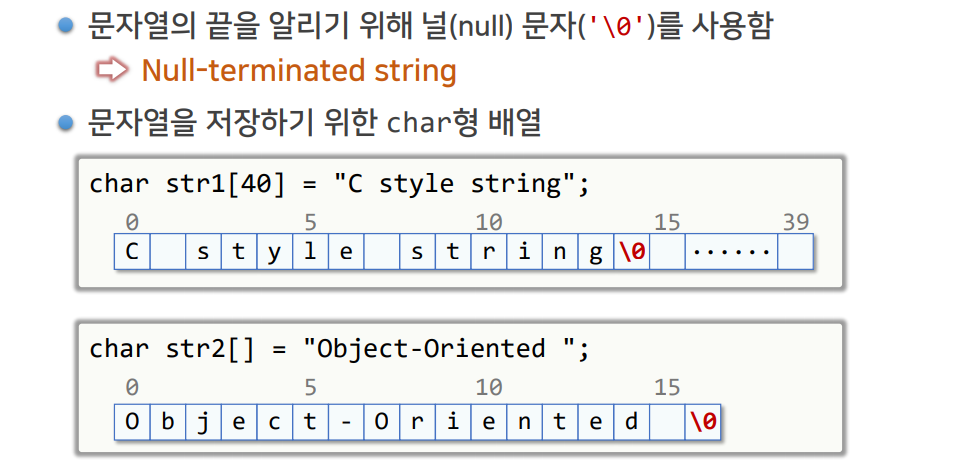 문자열의 끝을 알리기 위해 널(null) 문자('\0')를 사용함
Null-terminated string
문자열을 저장하기 위한 char형 배열
char str1[40] = "C style string";
0 5 10 15 39
C s t y l e s t r i n g \0 ······
char str2[] = "Object-Oriented ";
0 5 10 15
O b j e c t - O r i e n t e d \0